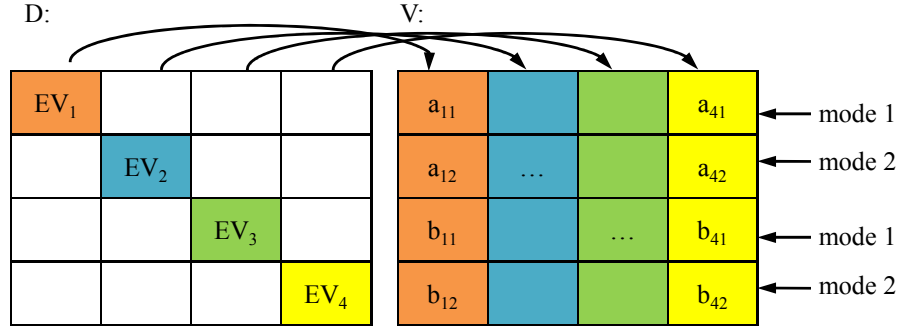 D: V:
EV1 a11 a41 mode 1
EV2 a12 ... a42 mode 2
EV3 b11 ... b41 mode 1
EV4 b12 b42 mode 2